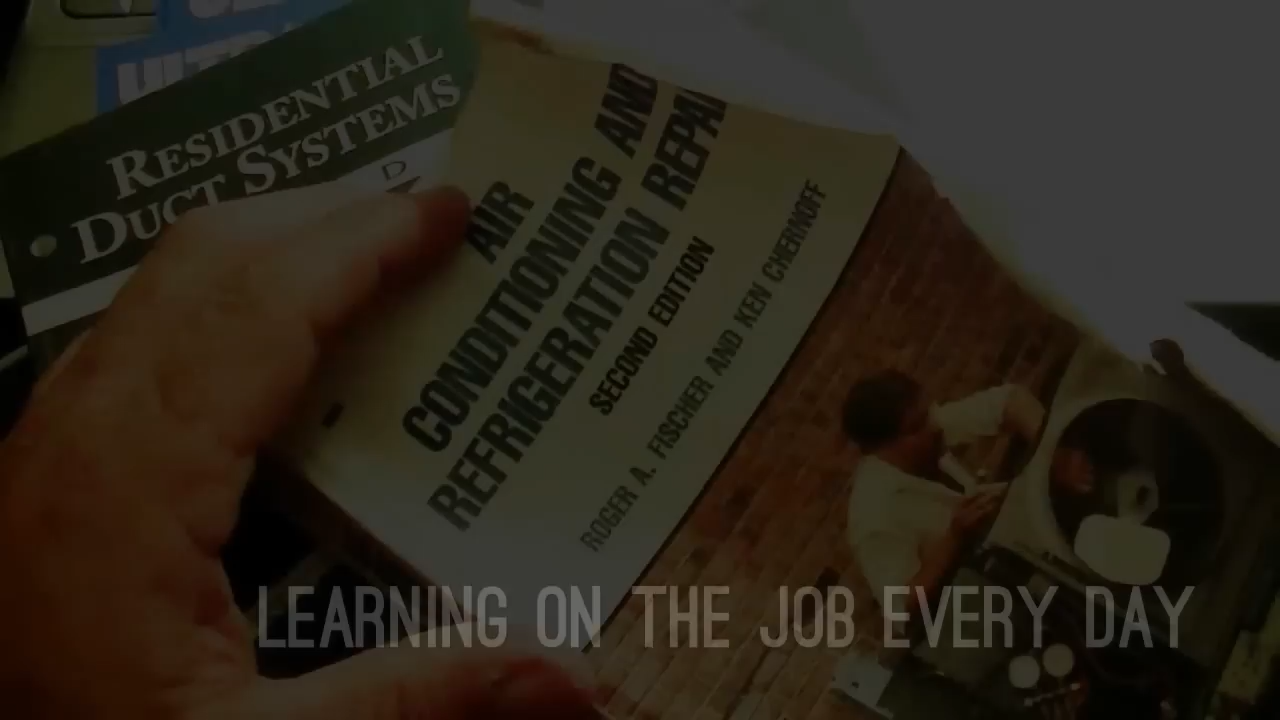 RESIDENTIAL
DUCT SYSTEMS
AIR
CONDITIONING AND
REFRIGERATION REPAI
SECOND EDITION
ROGER A. FISCHER AND KEN CHERNOFF
LEARNING ON THE JOB EVERY DAY